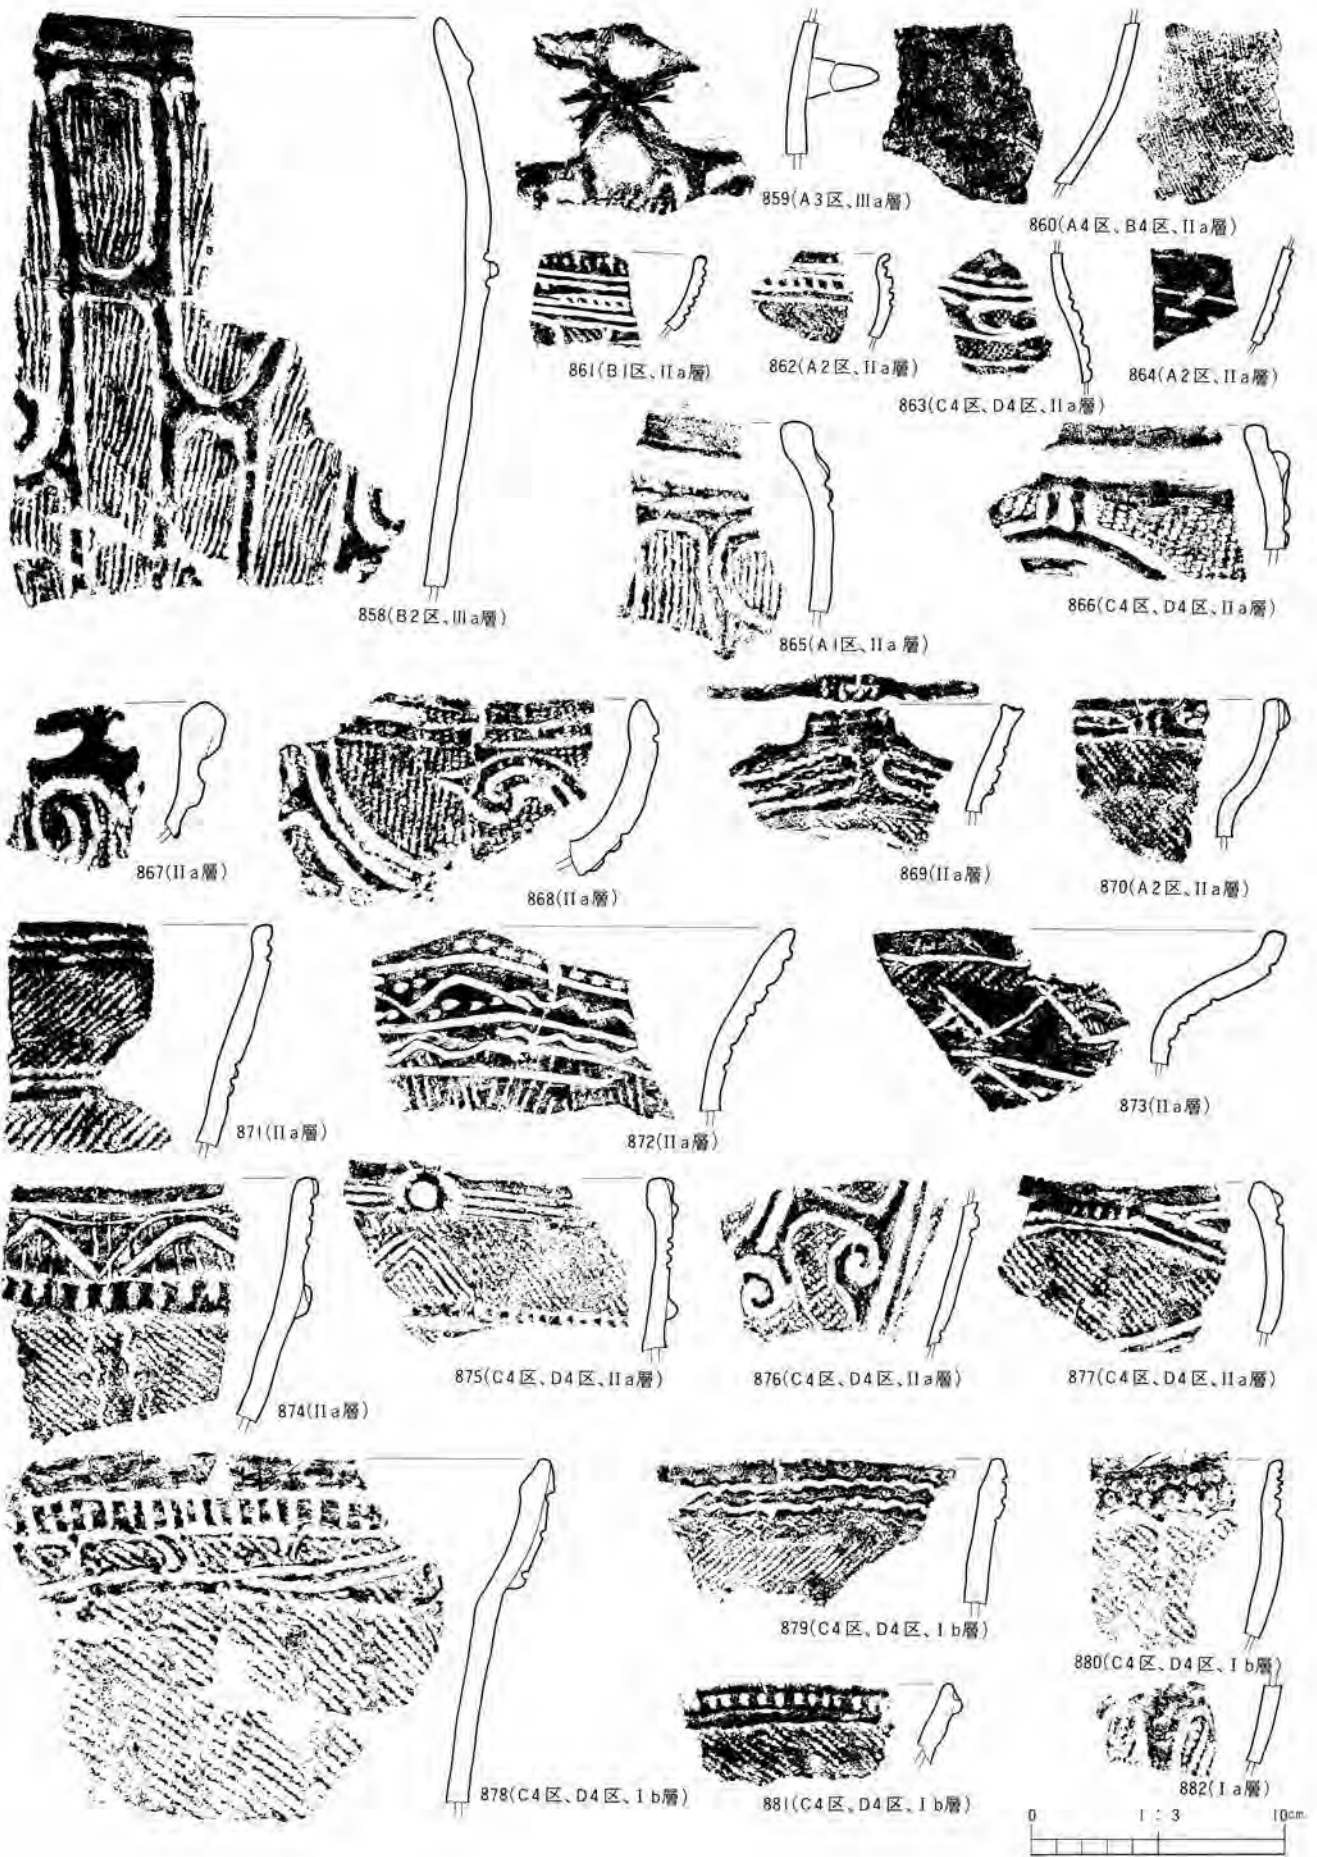 859(A3区、IIIa層)
860(A4区、B4区、IIa層)
861(B1区、IIa層)
862(A2区、IIa層)
863(C4区、D4区、IIa層)
864(A2区、IIa層)
858(B2区、IIIa層)
865(A1区、IIa層)
866(C4区、D4区、IIa層)
867(IIa層)
868(IIa層)
869(IIa層)
870(A2区、IIa層)
871(IIa層)
872(IIa層)
873(IIa層)
874(IIa層)
875(C4区、D4区、IIa層)
876(C4区、D4区、IIa層)
877(C4区、D4区、IIa層)
878(C4区、D4区、Ib層)
879(C4区、D4区、Ib層)
880(C4区、D4区、Ib層)
881(C4区、D4区、Ib層)
882(Ia層)
0 1:3 10cm